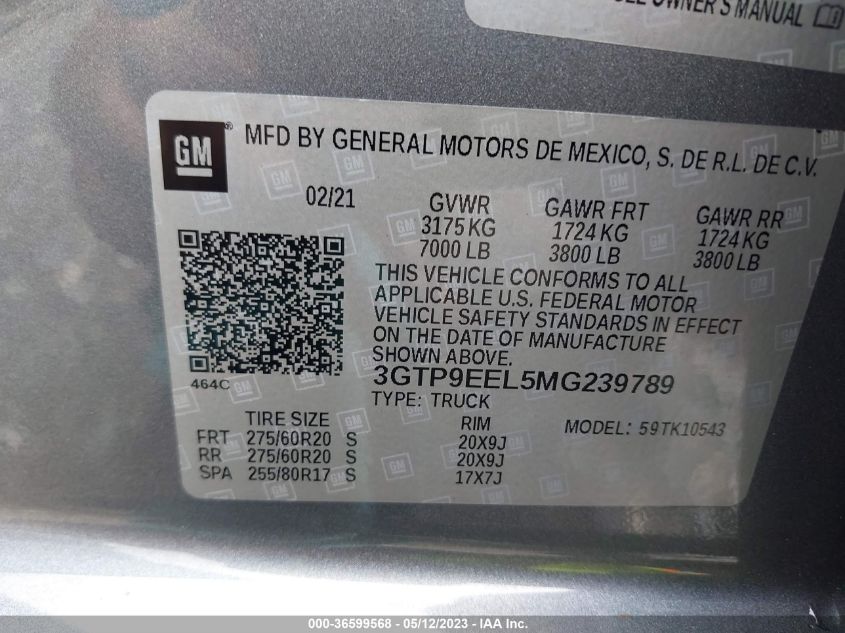 OWNER'S MANUAL
GM
MFD BY GENERAL MOTORS DE MEXICO, S. DE R.L. DE C.V.
02/21 GVWR GAWR FRT GAWR RR
3175 KG 1724 KG 1724 KG
7000 LB 3800 LB 3800 LB
THIS VEHICLE CONFORMS TO ALL
APPLICABLE U.S. FEDERAL MOTOR
VEHICLE SAFETY STANDARDS IN EFFECT
ON THE DATE OF MANUFACTURE
SHOWN ABOVE.
464C
3GTP9EEL5MG239789
TYPE: TRUCK
TIRE SIZE RIM MODEL: 59TK10543
FRT 275/60R20 S 20X9J
RR 275/60R20 S 20X9J
SPA 255/80R17 S 17X7J
000-36599568 - 05/12/2023 - IAA Inc.